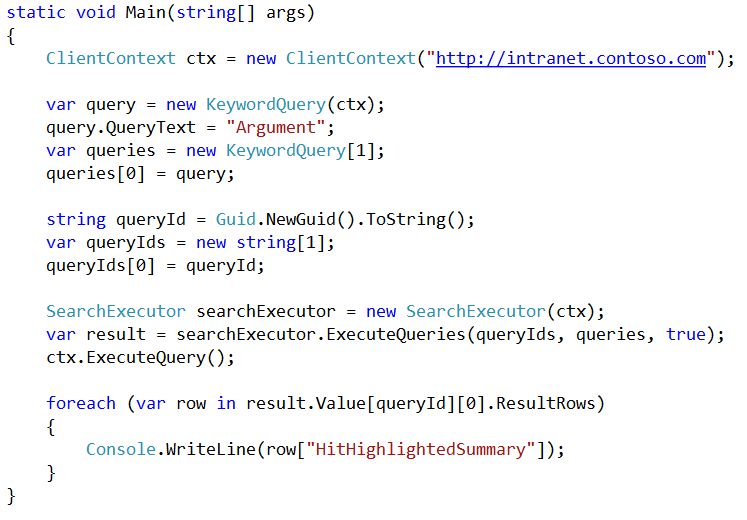 static void Main(string[] args)
{
    ClientContext ctx = new ClientContext("http://intranet.contoso.com");
    var query = new KeywordQuery(ctx);
    query.QueryText = "Argument";
    var queries = new KeywordQuery[1];
    queries[0] = query;
    string queryId = Guid.NewGuid().ToString();
    var queryIds = new string[1];
    queryIds[0] = queryId;
    SearchExecutor searchExecutor = new SearchExecutor(ctx);
    var result = searchExecutor.ExecuteQueries(queryIds, queries, true);
    ctx.ExecuteQuery();
    foreach (var row in result.Value[queryId][0].ResultRows)
    {
        Console.WriteLine(row["HitHighlightedSummary"]);
    }
}